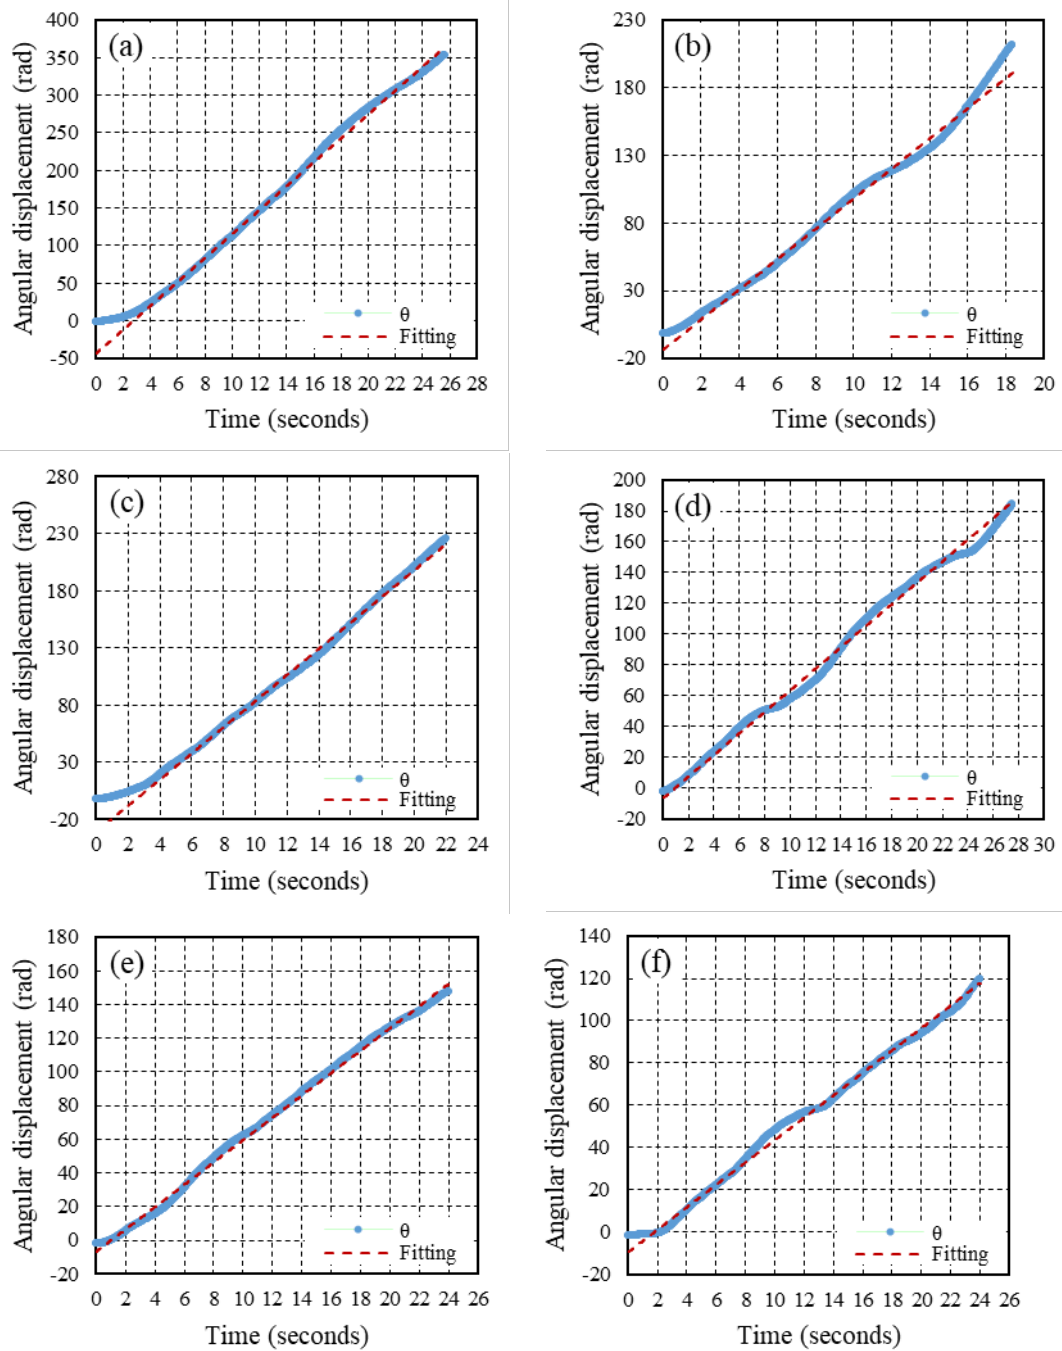 (a)
Angular displacement (rad)
400
350
300
250
200
150
100
50
0
-50
θ
Fitting
0 2 4 6 8 10 12 14 16 18 20 22 24 26 28
Time (seconds)
(b)
Angular displacement (rad)
230
180
130
80
30
-20
θ
Fitting
0 2 4 6 8 10 12 14 16 18 20
Time (seconds)
(c)
Angular displacement (rad)
280
230
180
130
80
30
-20
θ
Fitting
0 2 4 6 8 10 12 14 16 18 20 22 24
Time (seconds)
(d)
Angular displacement (rad)
200
180
160
140
120
100
80
60
40
20
0
-20
θ
Fitting
0 2 4 6 8 10 12 14 16 18 20 22 24 26 28 30
Time (seconds)
(e)
Angular displacement (rad)
180
160
140
120
100
80
60
40
20
0
-20
θ
Fitting
0 2 4 6 8 10 12 14 16 18 20 22 24 26
Time (seconds)
(f)
Angular displacement (rad)
140
120
100
80
60
40
20
0
-20
θ
Fitting
0 2 4 6 8 10 12 14 16 18 20 22 24 26
Time (seconds)